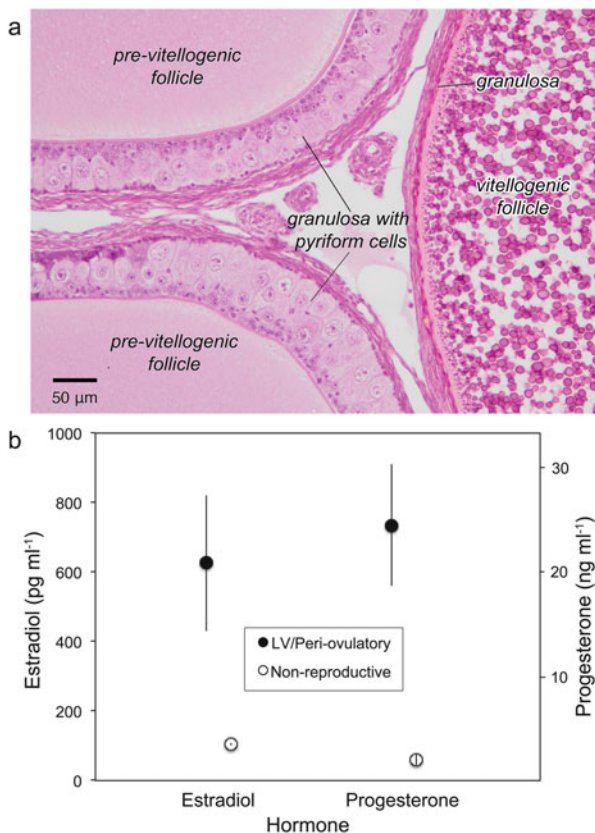 a
pre-vitellogenic
follicle
granulosa
vitellogenic
follicle
granulosa with
pyriform cells
pre-vitellogenic
follicle
50 µm
b
1000
800
600
400
200
0
Estradiol (pg ml-1)
30
20
10
Progesterone (ng ml-1)
LV/Peri-ovulatory
Non-reproductive
Estradiol
Progesterone
Hormone